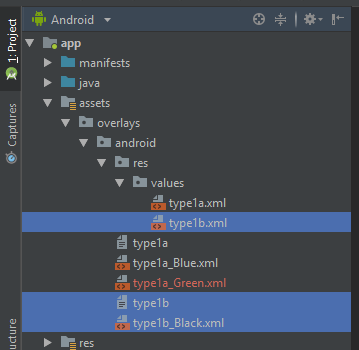 1: Project
Captures
ucture
Android
app
manifests
java
assets
overlays
android
res
values
type1a.xml
type1b.xml
type1a
type1a_Blue.xml
type1a_Green.xml
type1b
type1b_Black.xml
res